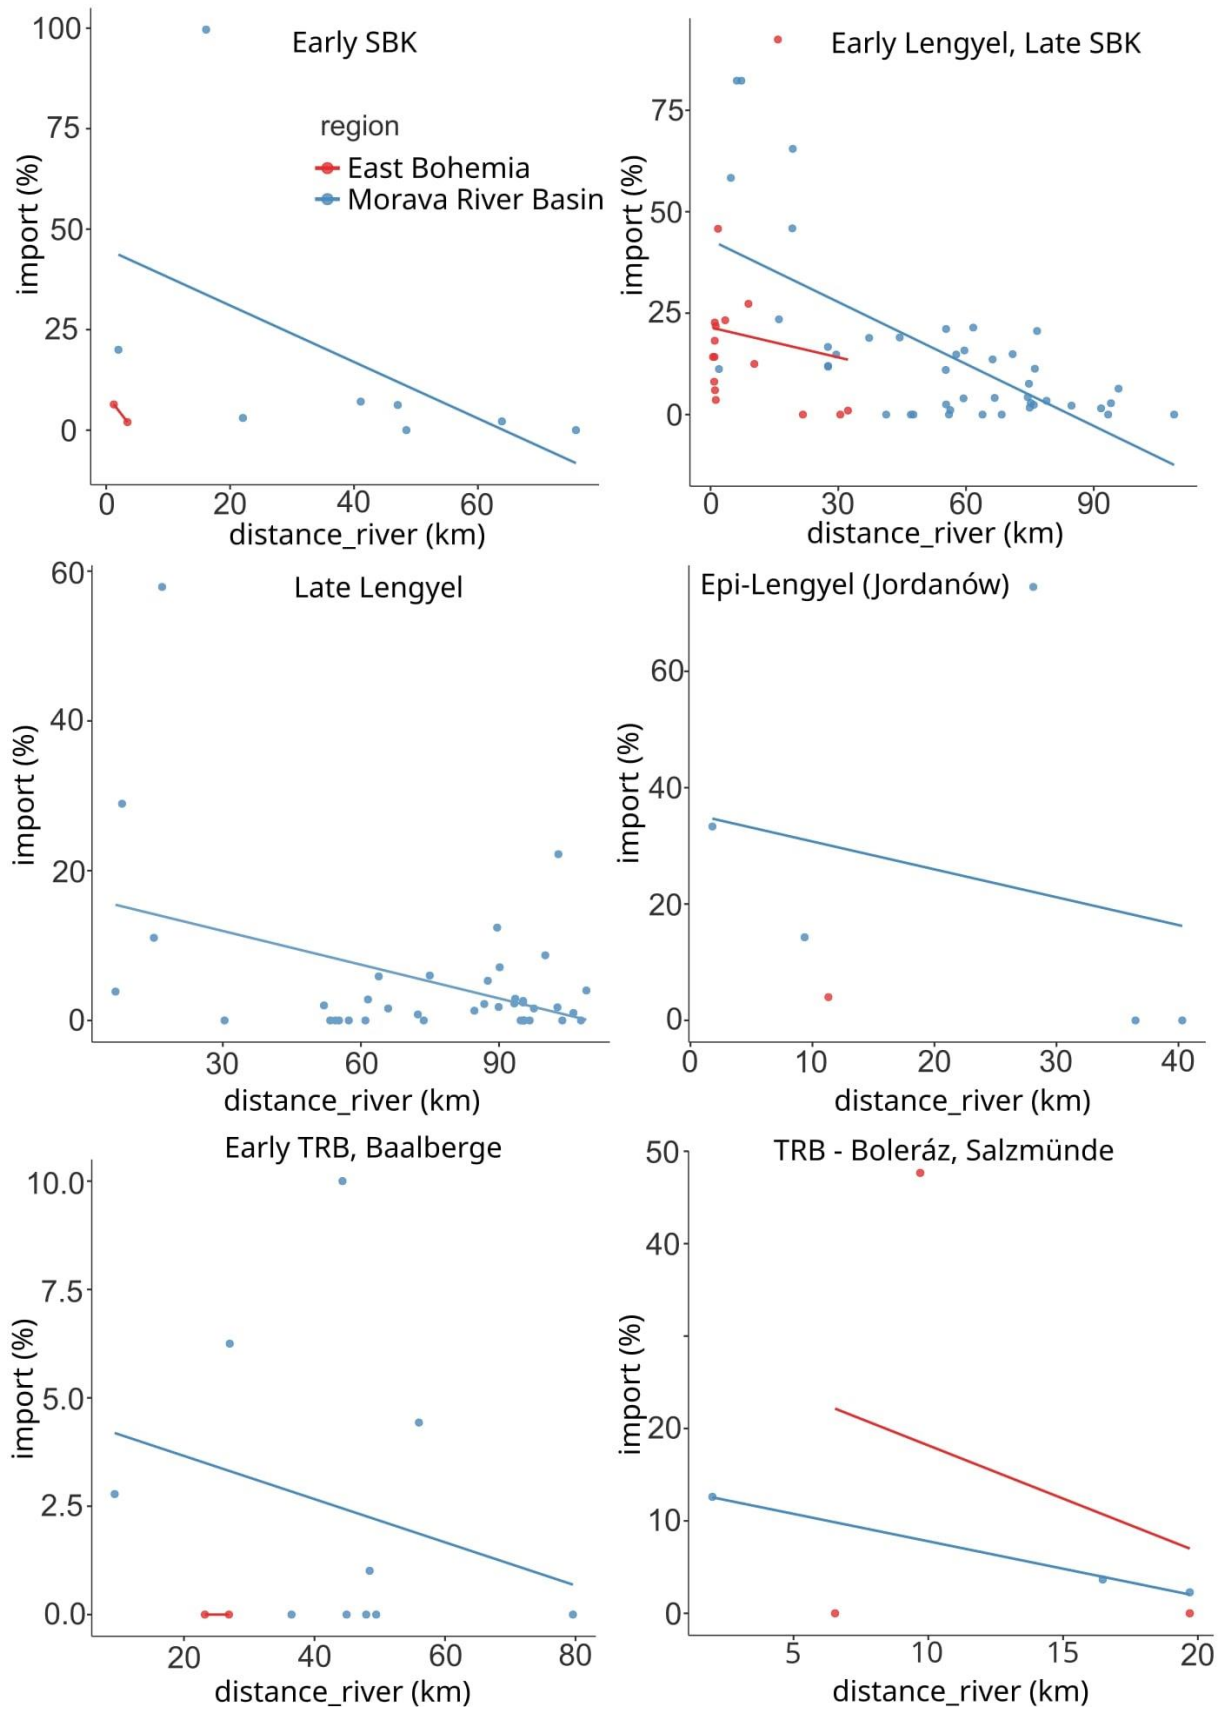 Early SBK
100
75
50
25
0
import (%)
region
East Bohemia
Morava River Basin
0 20 40 60
distance_river (km)
Early Lengyel, Late SBK
75
50
25
0
import (%)
0 30 60 90
distance_river (km)
Late Lengyel
60
40
20
0
import (%)
30 60 90
distance_river (km)
Epi-Lengyel (Jordanów)
60
40
20
0
import (%)
0 10 20 30 40
distance_river (km)
Early TRB, Baalberge
10.0
7.5
5.0
2.5
0.0
import (%)
20 40 60 80
distance_river (km)
TRB - Boleráz, Salzmünde
50
40
20
10
0
import (%)
5 10 15 20
distance_river (km)